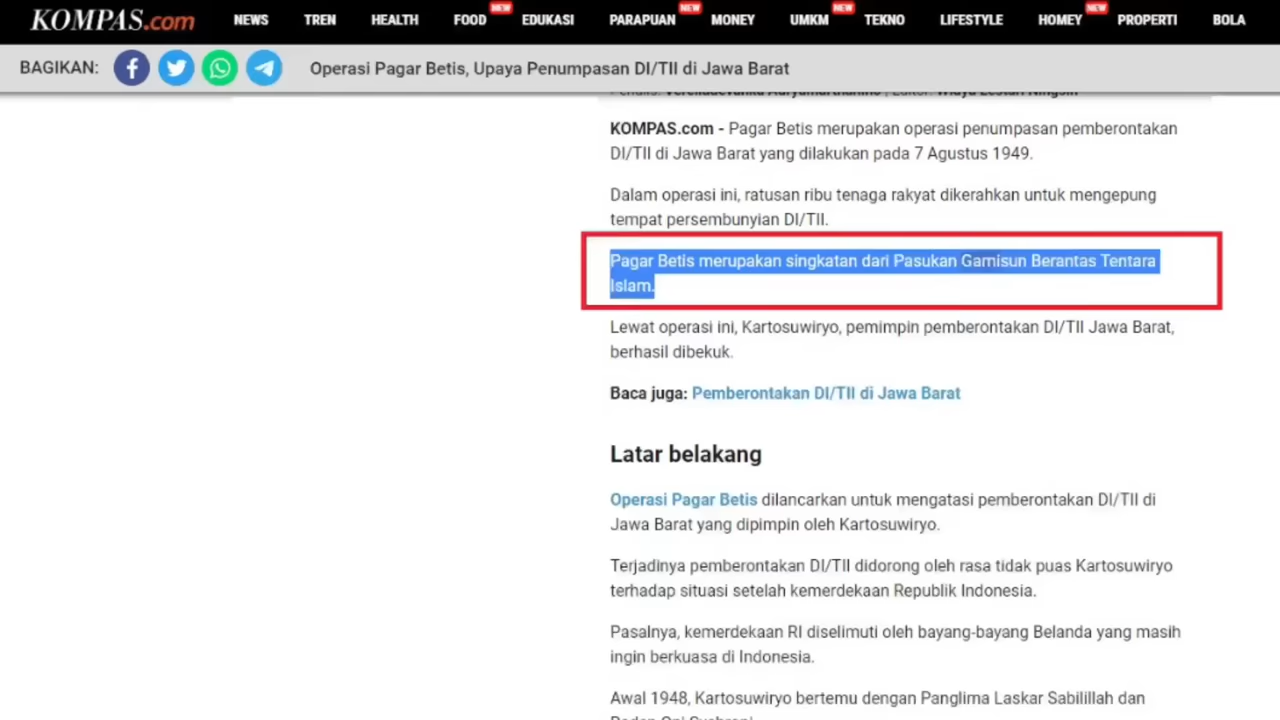 KOMPAS.com NEWS TREN HEALTH FOOD NEW EDUKASI PARAPUAN NEW MONEY UMKM NEW TEKNO LIFESTYLE HOMEY NEW PROPERTI BOLA
BAGIKAN: Operasi Pagar Betis, Upaya Penumpasan DI/TII di Jawa Barat
KOMPAS.com - Pagar Betis merupakan operasi penumpasan pemberontakan
DI/TII di Jawa Barat yang dilakukan pada 7 Agustus 1949.
Dalam operasi ini, ratusan ribu tenaga rakyat dikerahkan untuk mengepung
tempat persembunyian DI/TII.
Pagar Betis merupakan singkatan dari Pasukan Garnisun Berantas Tentara
Islam.
Lewat operasi ini, Kartosuwiryo, pemimpin pemberontakan DI/TII Jawa Barat,
berhasil dibekuk.
Baca juga: Pemberontakan DI/TII di Jawa Barat
Latar belakang
Operasi Pagar Betis dilancarkan untuk mengatasi pemberontakan DI/TII di
Jawa Barat yang dipimpin oleh Kartosuwiryo.
Terjadinya pemberontakan DI/TII didorong oleh rasa tidak puas Kartosuwiryo
terhadap situasi setelah kemerdekaan Republik Indonesia.
Pasalnya, kemerdekaan RI diselimuti oleh bayang-bayang Belanda yang masih
ingin berkuasa di Indonesia.
Awal 1948, Kartosuwiryo bertemu dengan Panglima Laskar Sabilillah dan